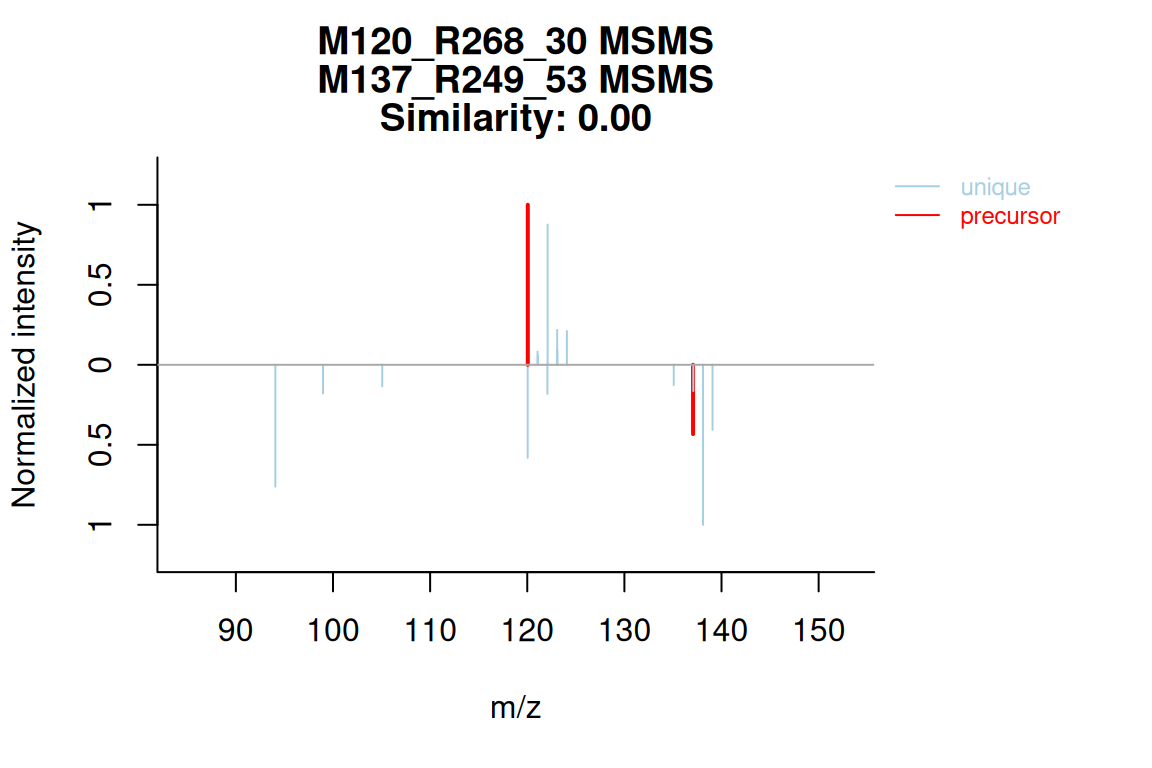 M120_R268_30 MSMS
M137_R249_53 MSMS
Similarity: 0.00
unique
precursor
Normalized intensity
1
0.5
0
0.5
1
90 100 110 120 130 140 150
m/z